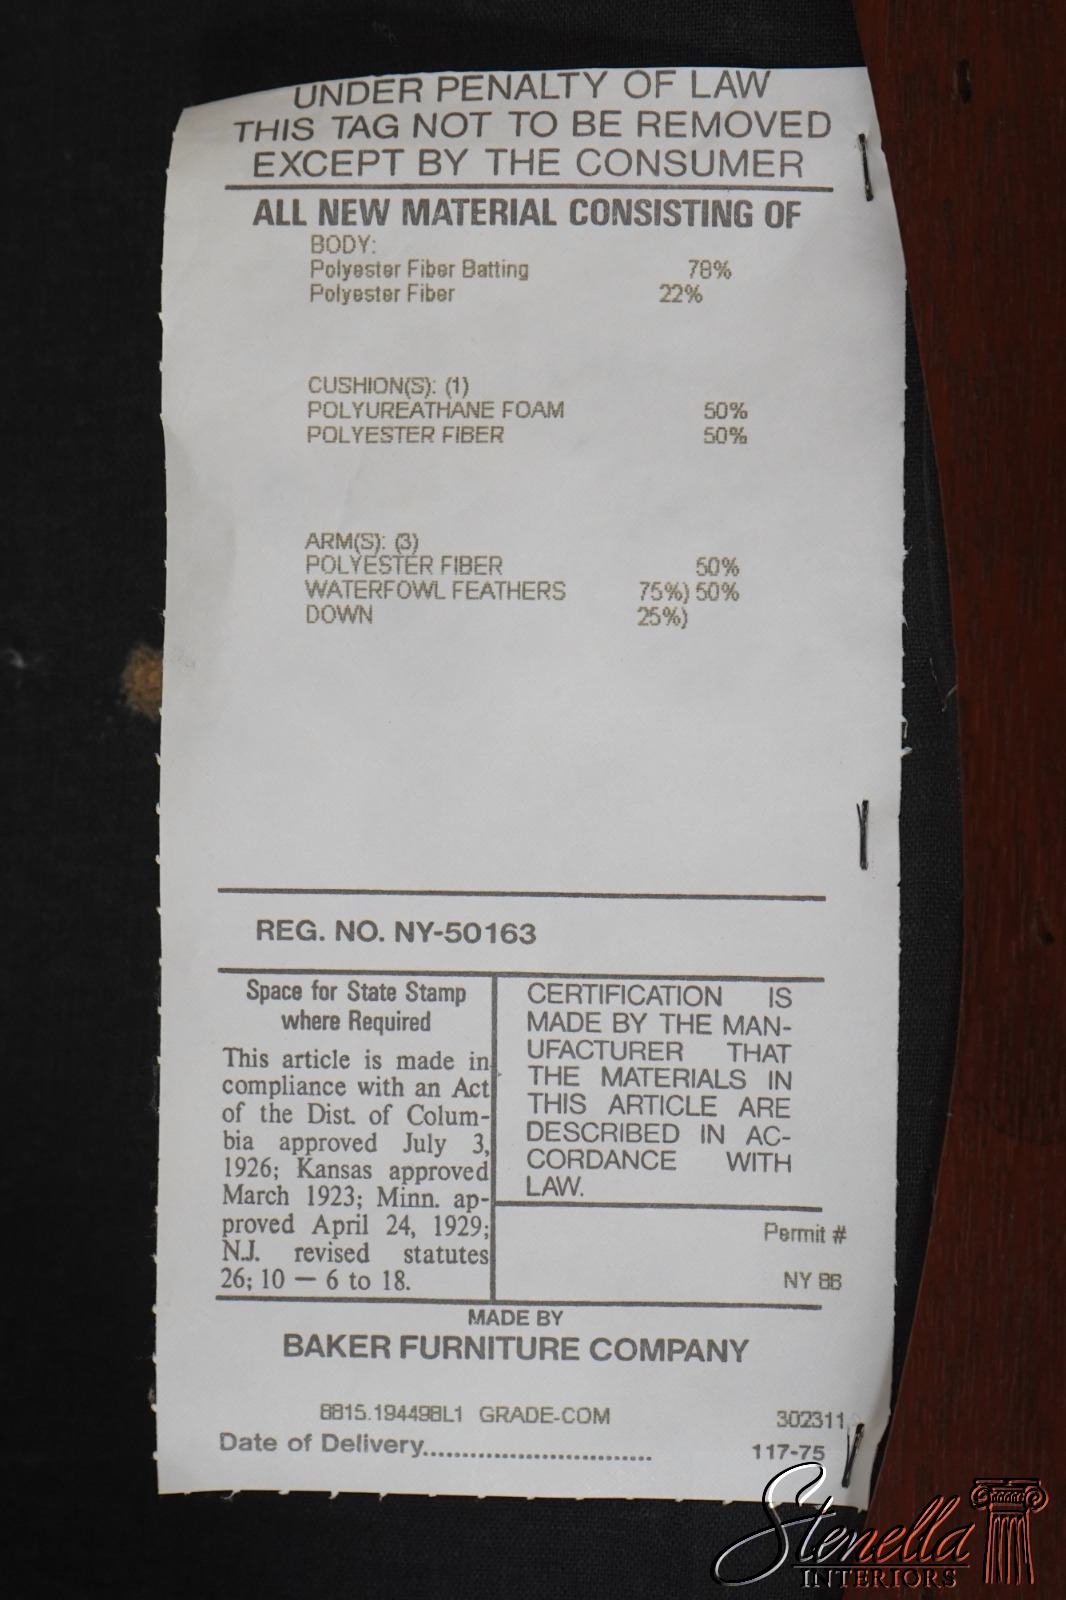 UNDER PENALTY OF LAW
THIS TAG NOT TO BE REMOVED
EXCEPT BY THE CONSUMER
ALL NEW MATERIAL CONSISTING OF
BODY:
Polyester Fiber Batting 78%
Polyester Fiber 22%
CUSHION(S): (1)
POLYUREATHANE FOAM 50%
POLYESTER FIBER 50%
ARM(S): (3)
POLYESTER FIBER 50%
WATERFOWL FEATHERS 75%) 50%
DOWN 25%)
REG. NO. NY-50163
Space for State Stamp
where Required
This article is made in
compliance with an Act
of the Dist. of Colum-
bia approved July 3,
1926; Kansas approved
March 1923; Minn. ap-
proved April 24, 1929;
N.J. revised statutes
26; 10 — 6 to 18.
CERTIFICATION IS
MADE BY THE MAN-
UFACTURER THAT
THE MATERIALS IN
THIS ARTICLE ARE
DESCRIBED IN AC-
CORDANCE WITH
LAW.
Permit #
NY 86
MADE BY
BAKER FURNITURE COMPANY
8815.194498L1 GRADE-COM 302311
Date of Delivery.............................. 117-75
Stenella
INTERIORS